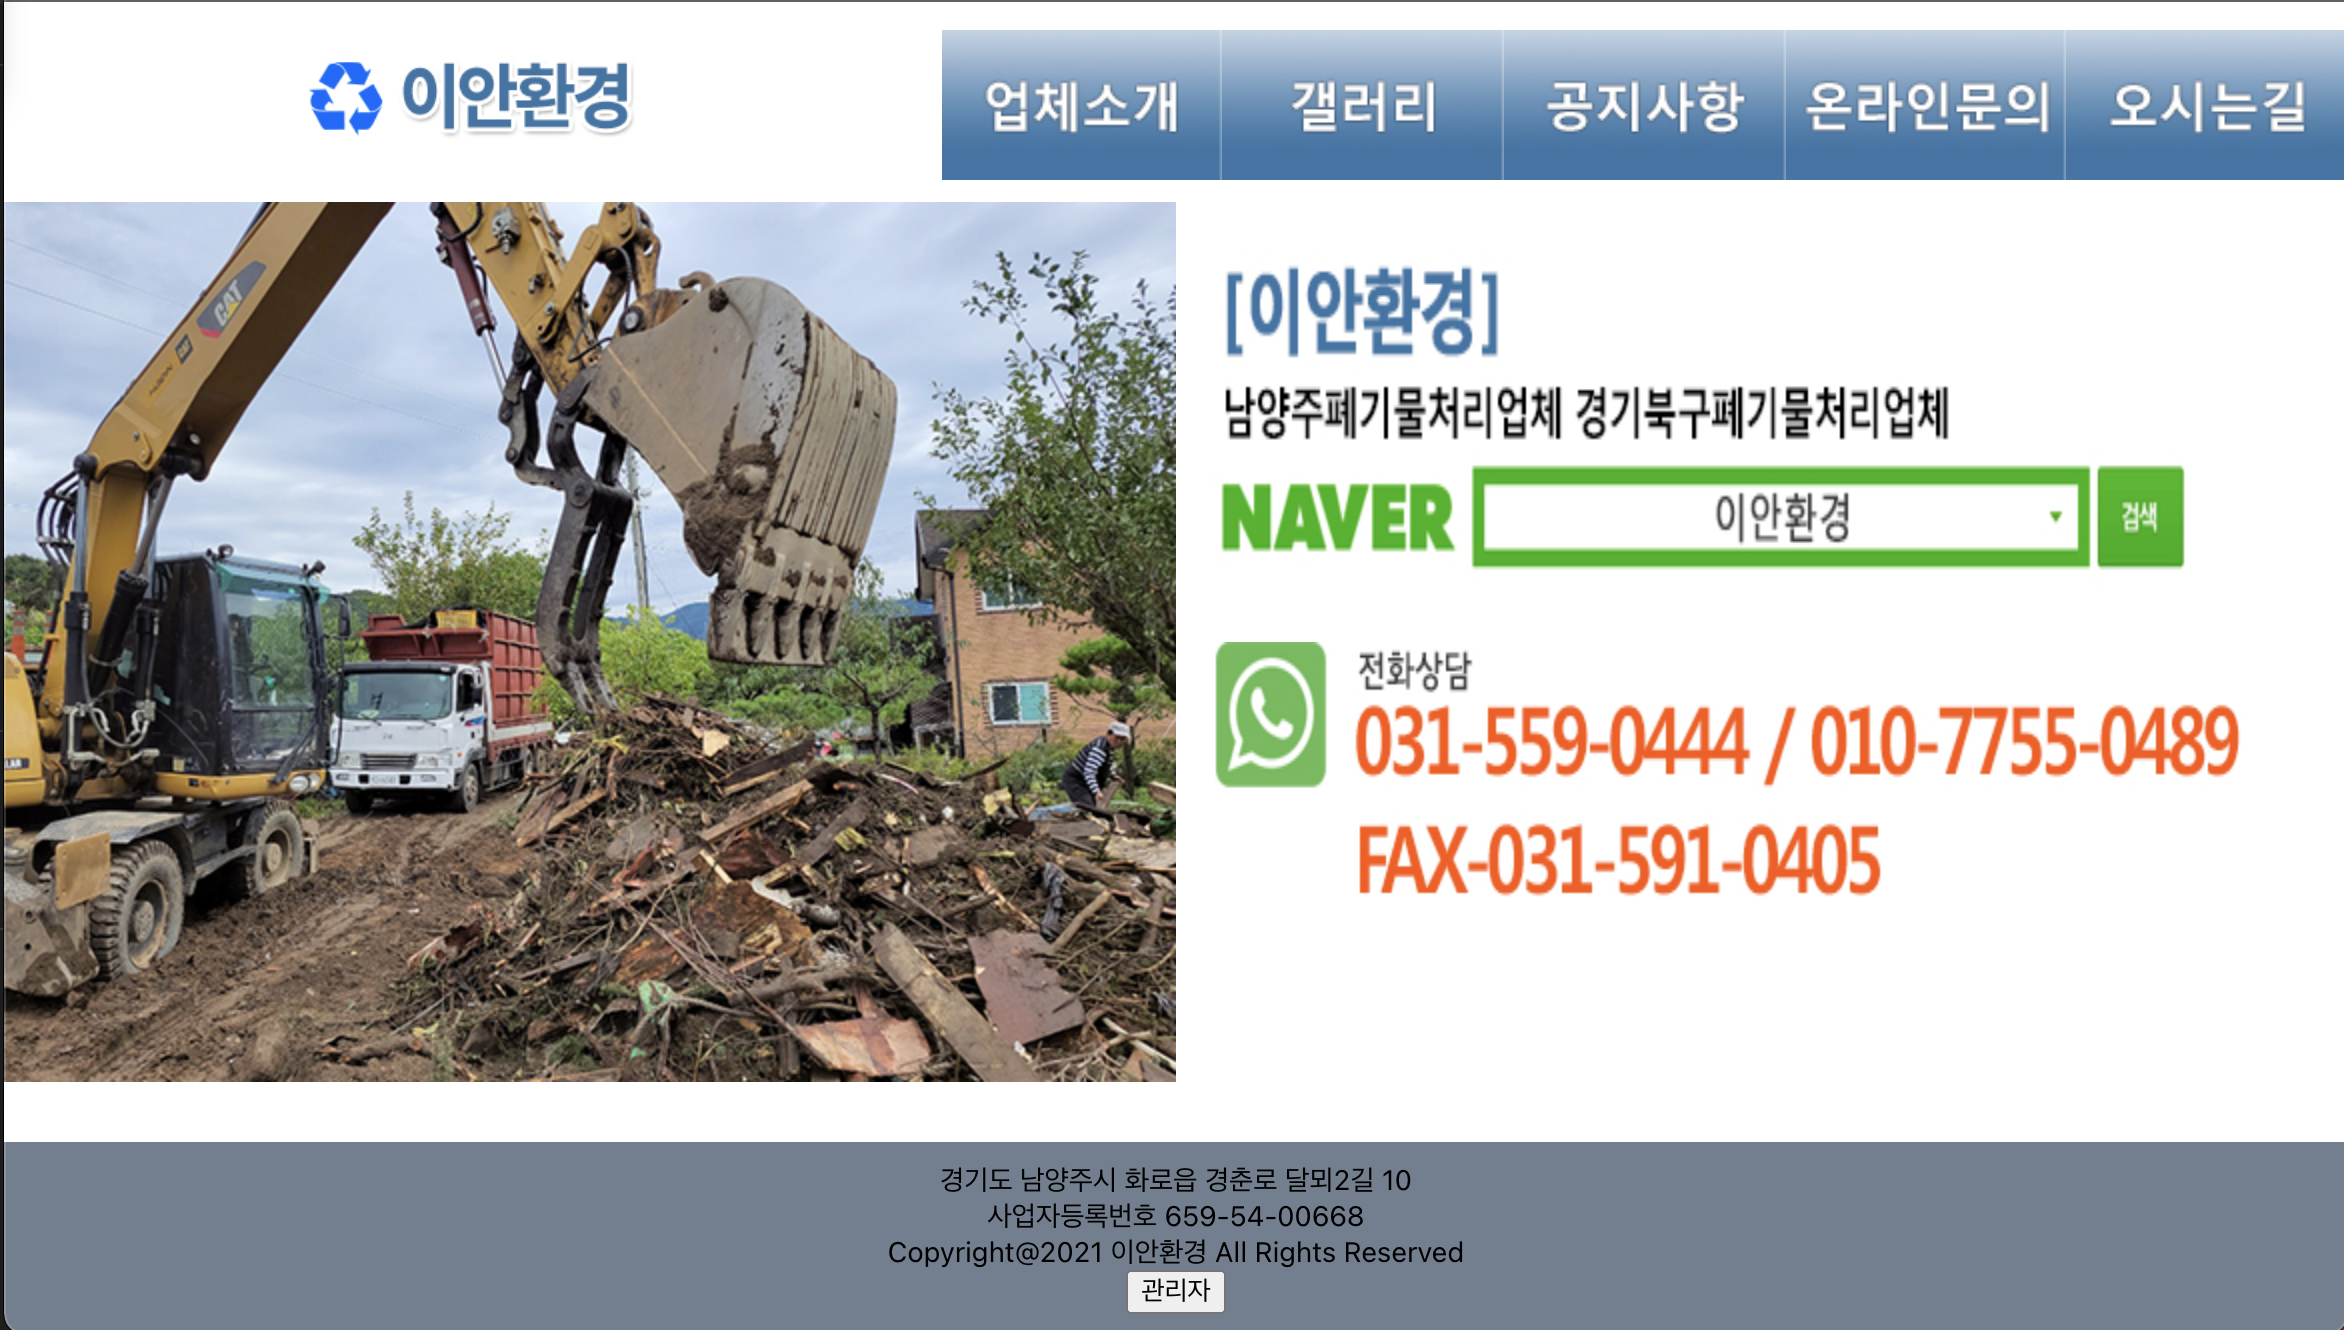 이안환경
업체소개 갤러리 공지사항 온라인문의 오시는길
CAT
[이안환경]
남양주폐기물처리업체 경기북구폐기물처리업체
NAVER 이안환경 검색
전화상담
031-559-0444 / 010-7755-0489
FAX-031-591-0405
경기도 남양주시 화로읍 경춘로 달뫼2길 10
사업자등록번호 659-54-00668
Copyright@2021 이안환경 All Rights Reserved
관리자